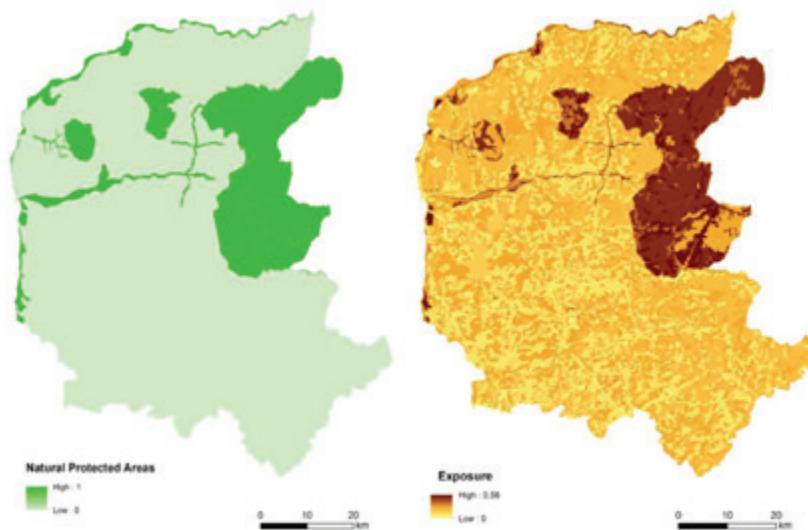 Natural Protected Areas
High : 1
Low : 0
0 10 20
km
Exposure
High : 0,56
Low : 0
0 10 20
km